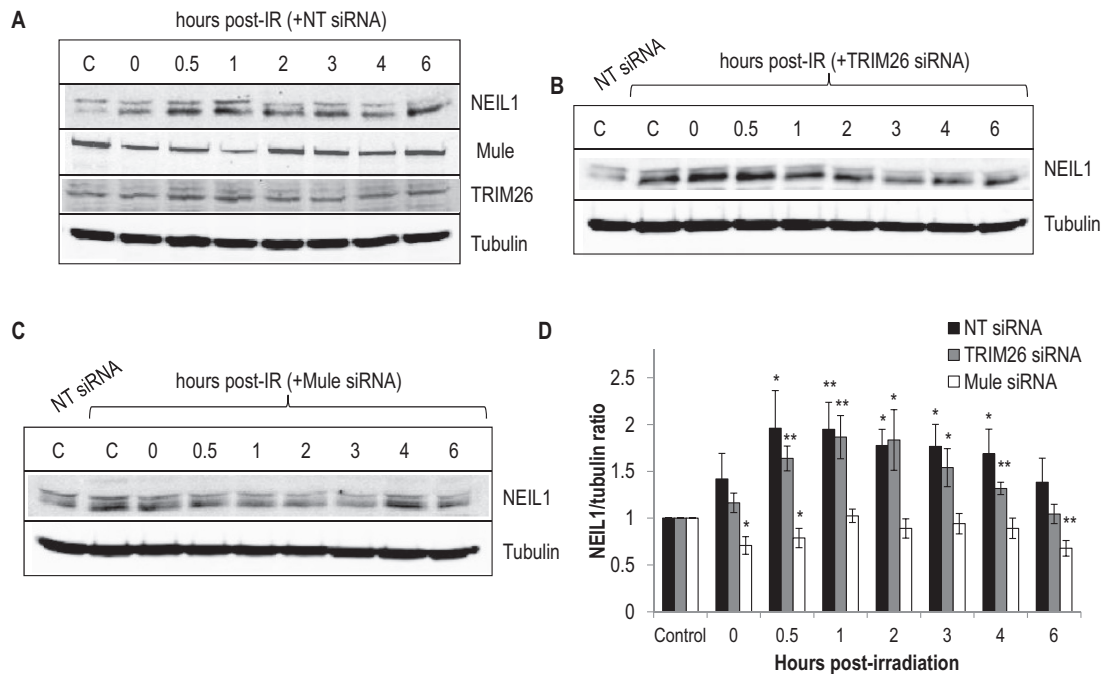 A
hours post-IR (+NT siRNA)
C 0 0.5 1 2 3 4 6
NEIL1
Mule
TRIM26
Tubulin
B
NT siRNA
hours post-IR (+TRIM26 siRNA)
C C 0 0.5 1 2 3 4 6
NEIL1
Tubulin
C
NT siRNA
hours post-IR (+Mule siRNA)
C C 0 0.5 1 2 3 4 6
NEIL1
Tubulin
D
NT siRNA
TRIM26 siRNA
Mule siRNA
NEIL1/tubulin ratio
2.5
2
1.5
1
0.5
0
* ** * ** ** * * * * * ** * **
Control 0 0.5 1 2 3 4 6
Hours post-irradiation